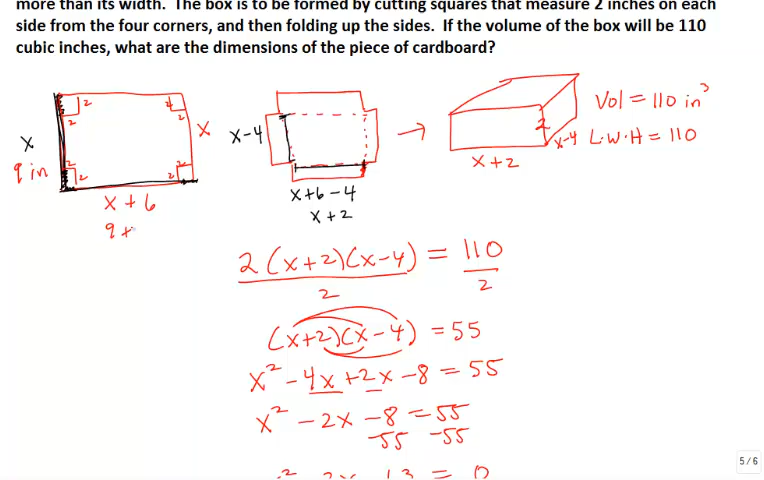 more than its width. The box is to be formed by cutting squares that measure 2 inches on each
side from the four corners, and then folding up the sides. If the volume of the box will be 110
cubic inches, what are the dimensions of the piece of cardboard?
2 2
2 2
x
9 in
x
2 2
2 2
x + 6
9 +
x-4
x+6-4
x+2
→
2
x-4
x+2
Vol = 110 in³
L·W·H = 110
2(x+2)(x-4) = 110
2 2
(x+2)(x-4) = 55
x² - 4x + 2x - 8 = 55
x² - 2x - 8 = 55
-55 -55
= 0
5/6